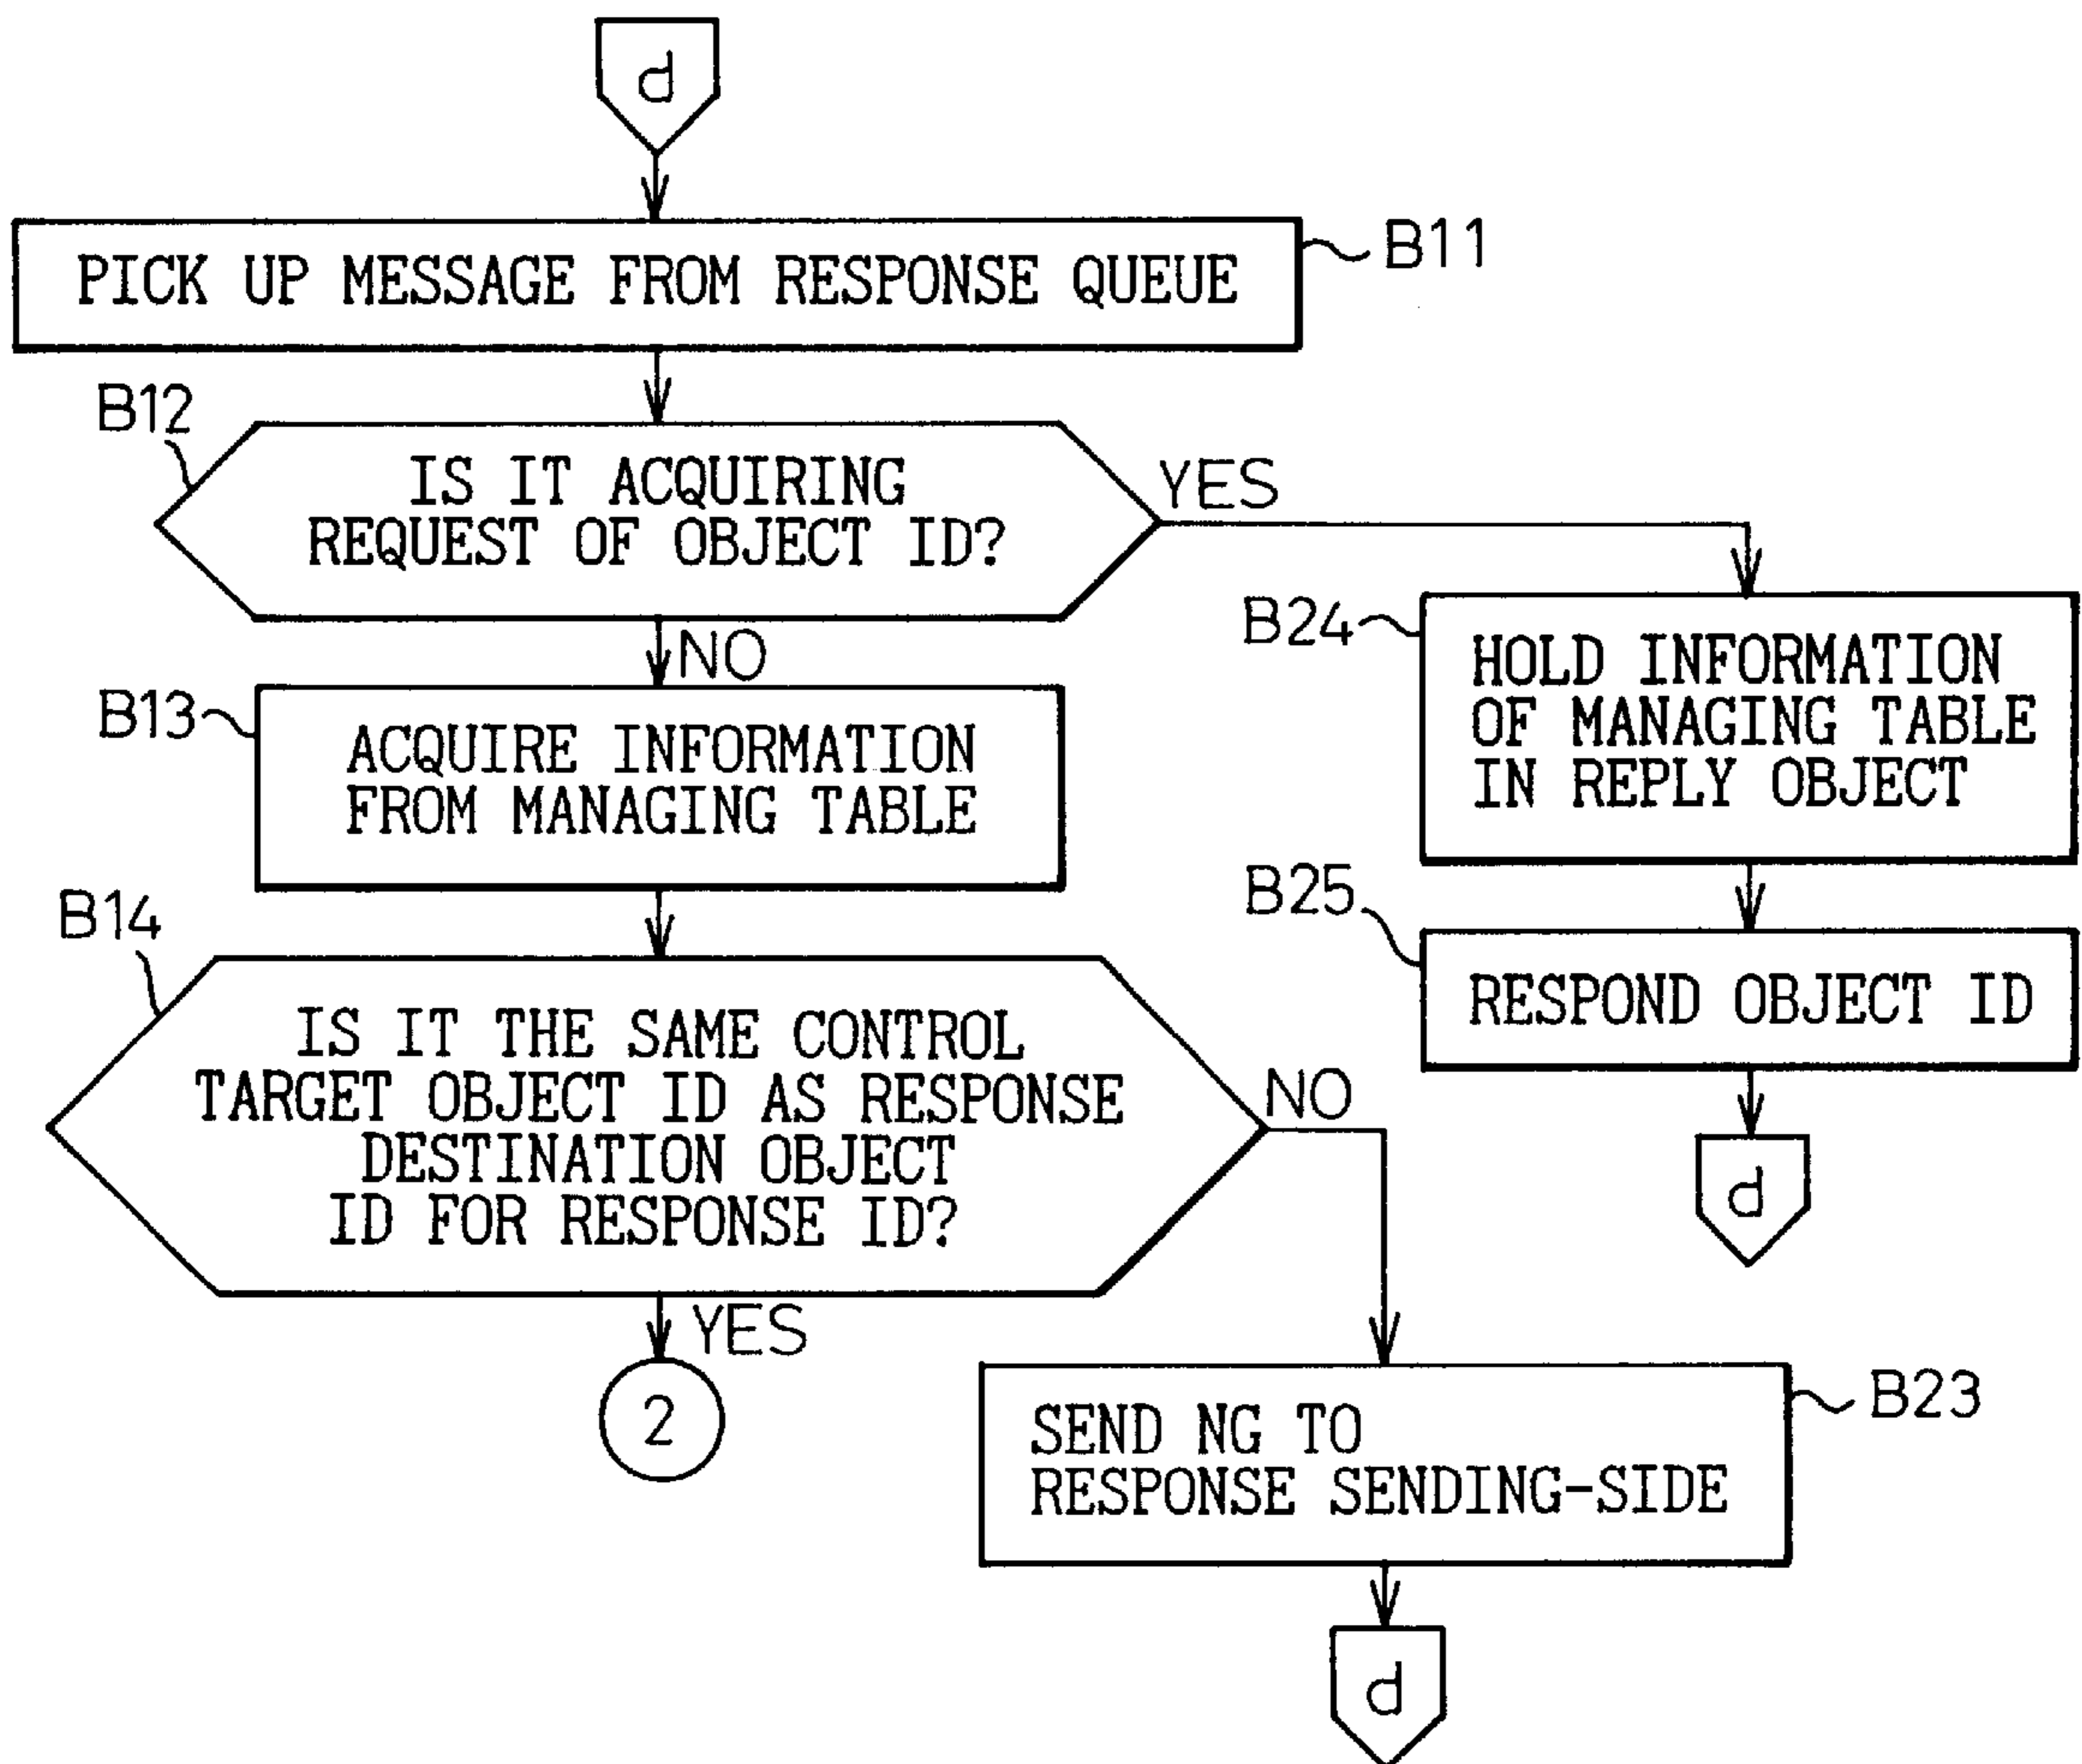 d
PICK UP MESSAGE FROM RESPONSE QUEUE
B11
B12
IS IT ACQUIRING
REQUEST OF OBJECT ID?
YES
NO
B24
HOLD INFORMATION
OF MANAGING TABLE
IN REPLY OBJECT
B13
ACQUIRE INFORMATION
FROM MANAGING TABLE
B25
RESPOND OBJECT ID
d
B14
IS IT THE SAME CONTROL
TARGET OBJECT ID AS RESPONSE
DESTINATION OBJECT
ID FOR RESPONSE ID?
NO
YES
2
SEND NG TO
RESPONSE SENDING-SIDE
B23
d